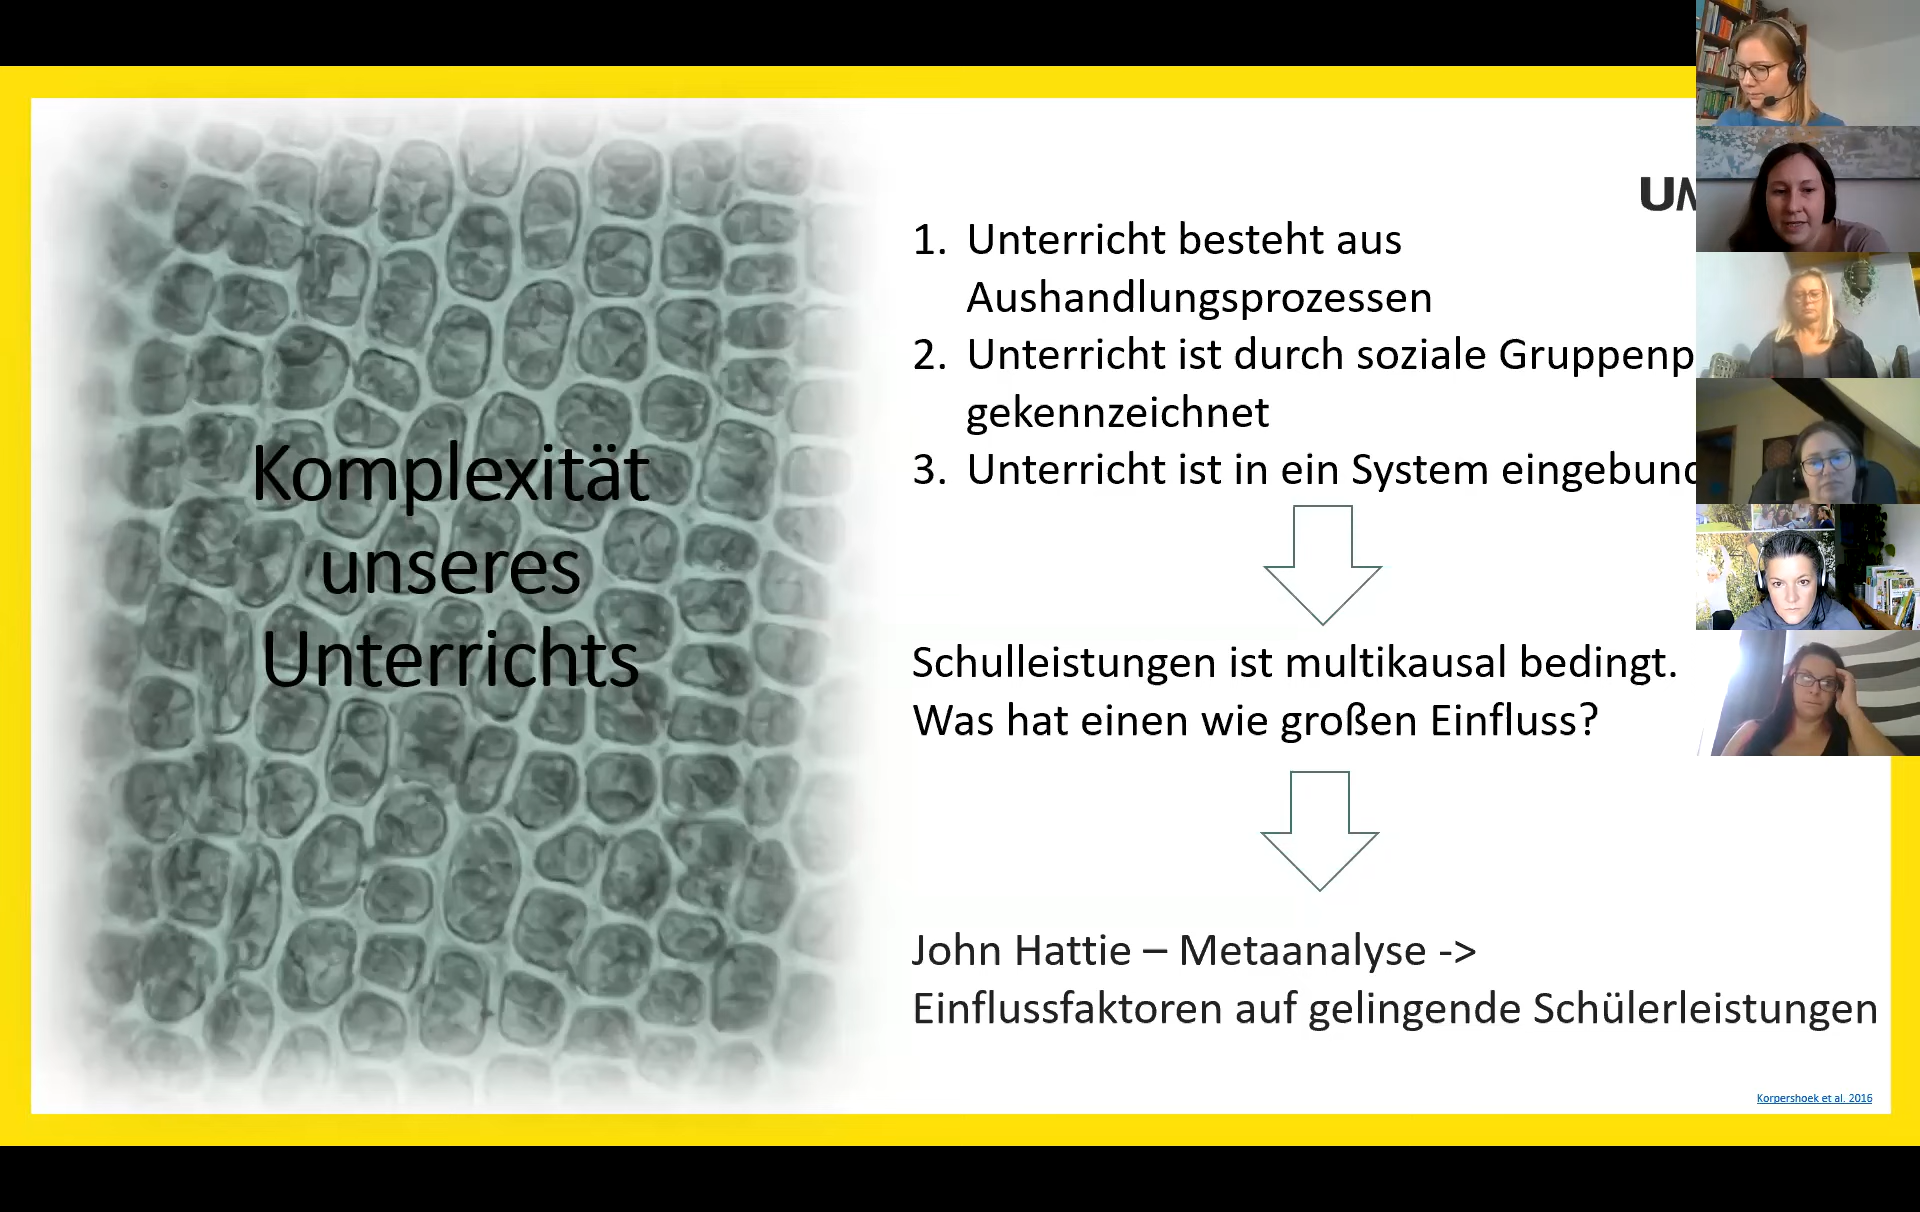 Komplexität
unseres
Unterrichts
1. Unterricht besteht aus
Aushandlungsprozessen
2. Unterricht ist durch soziale
gekennzeichnet
3. Unterricht ist in ein System
Schulleistungen ist multikausal bedingt.
Was hat einen wie großen Einfluss?
John Hattie – Metaanalyse ->
Einflussfaktoren auf gelingende Schülerleistungen
Korpershoek et al. 2016